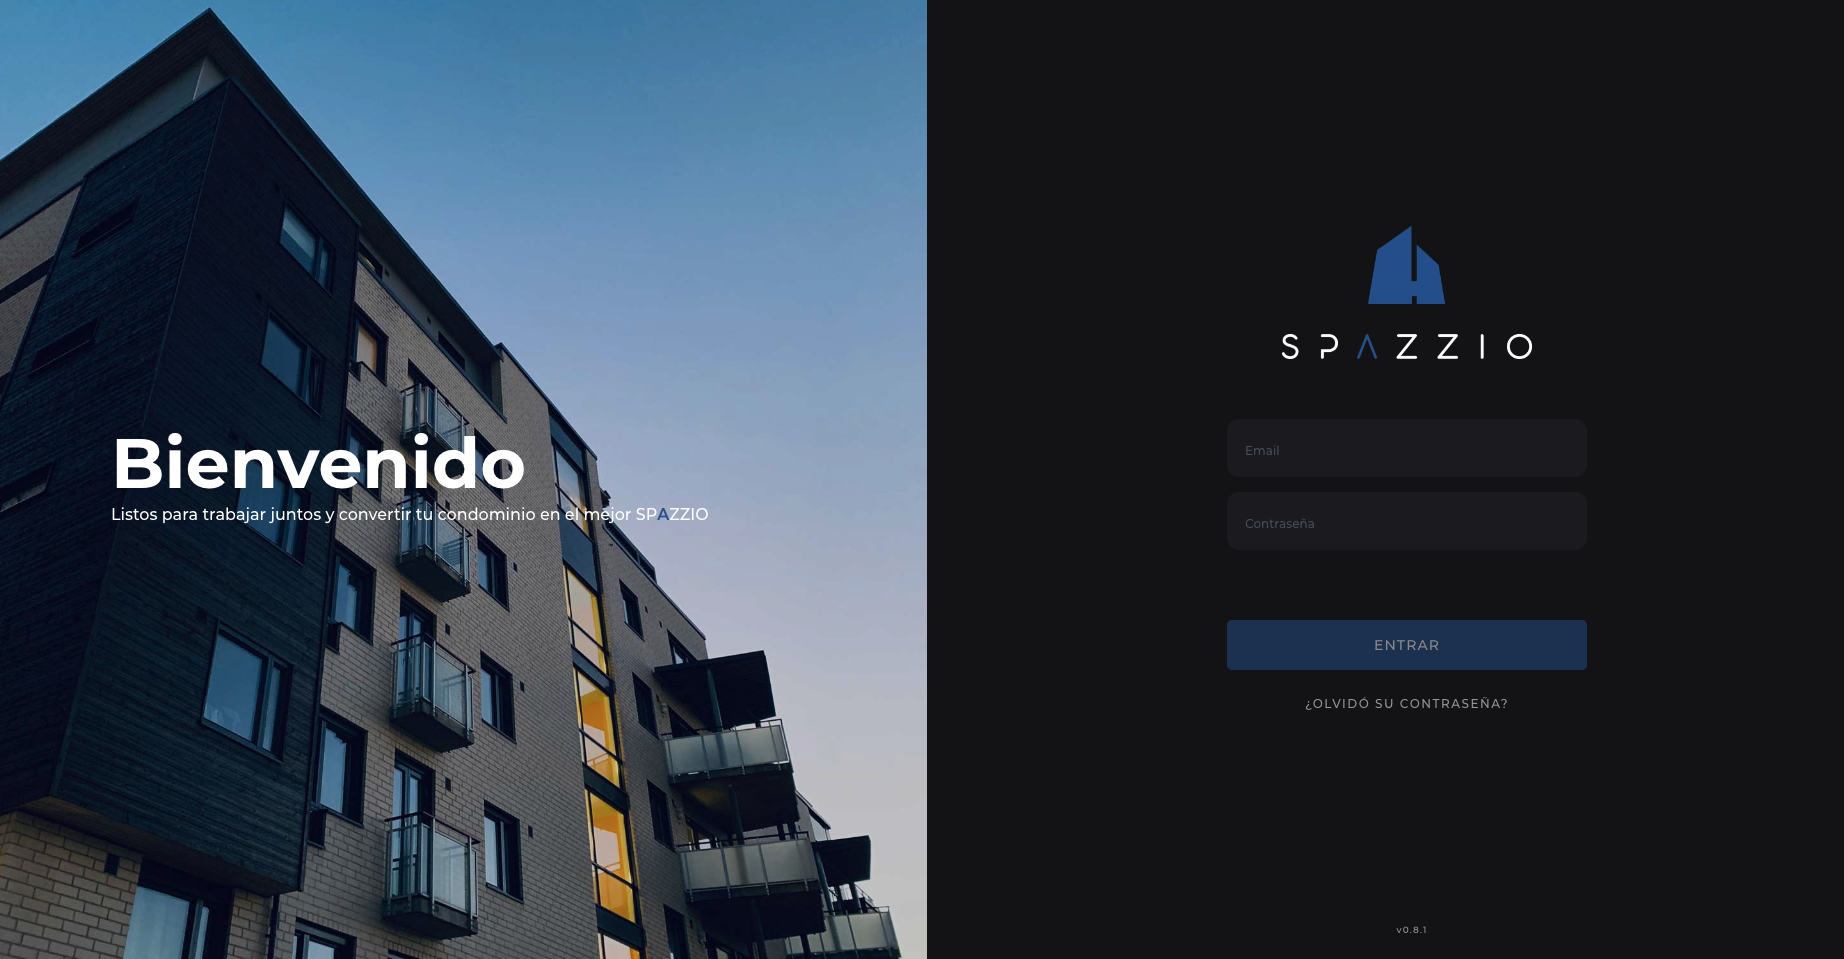 Bienvenido
Listos para trabajar juntos y convertir tu condominio en el mejor SPAZZIO
SPAZZIO
Email
Contraseña
ENTRAR
¿OLVIDÓ SU CONTRASEÑA?
v0.8.1